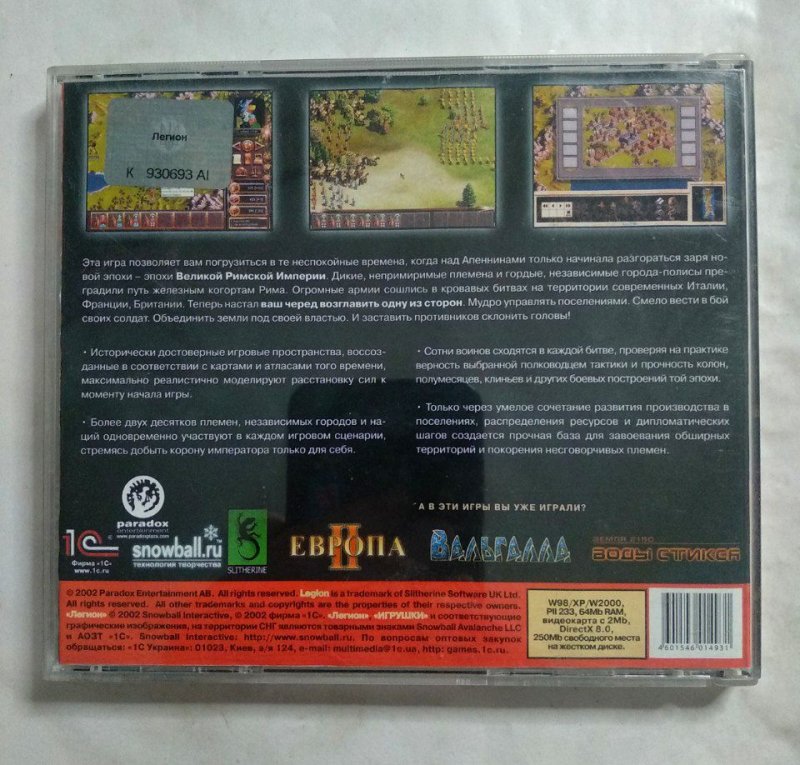 Легион
К 930693 АІ
Эта игра позволяет вам погрузиться в те неспокойные времена, когда над Апеннинами только начинала разгораться заря но-
вой эпохи – эпохи Великой Римской Империи. Дикие, непримиримые племена и гордые, независимые города-полисы пре-
градили путь железным когортам Рима. Огромные армии сошлись в кровавых битвах на территории современных Италии,
Франции, Британии. Теперь настал ваш черед возглавить одну из сторон. Мудро управлять поселениями. Смело вести в бой
своих солдат. Объединить земли под своей властью. И заставить противников склонить головы!
· Исторически достоверные игровые пространства, воссоз-
данные в соответствии с картами и атласами того времени,
максимально реалистично моделируют расстановку сил к
моменту начала игры.
· Более двух десятков племен, независимых городов и на-
ций одновременно участвуют в каждом игровом сценарии,
стремясь добыть корону императора только для себя.
· Сотни воинов сходятся в каждой битве, проверяя на практике
верность выбранной полководцем тактики и прочность колон,
полумесяцев, клиньев и других боевых построений той эпохи.
· Только через умелое сочетание развития производства в
поселениях, распределения ресурсов и дипломатических
шагов создается прочная база для завоевания обширных
территорий и покорения несговорчивых племен.
paradox
entertainment
www.paradoxplaza.com
1С
Фирма «1С»
www.1c.ru
snowball.ru
технология творчества
SLITHERINE
А В ЭТИ ИГРЫ ВЫ УЖЕ ИГРАЛИ?
ЕВРОПА II
ВАЛЬГАЛЛА
ЗЕМЛЯ 2150
ВОДЫ СТИКСА
© 2002 Paradox Entertainment AB. All rights reserved. Legion is a trademark of Slitherine Software UK Ltd.
All rights reserved. All other trademarks and copyrights are the properties of their respective owners.
«Легион» © 2002 Snowball Interactive, © 2002 фирма «1С». «Легион» «ИГРУШКИ» и соответствующие
графические изображения, на территории СНГ являются товарными знаками Snowball Avalanche LLC
и АОЗТ «1С». Snowball Interactive: http://www.snowball.ru. По вопросам оптовых закупок
обращаться: «1С Украина»: 01023, Киев, а/я 124, e-mail: multimedia@1c.ua, http: games.1c.ru.
W98/XP/W2000,
PII 233, 64Mb RAM,
видеокарта с 2Mb,
DirectX 8.0,
250Mb свободного места
на жестком диске.
4601546014931